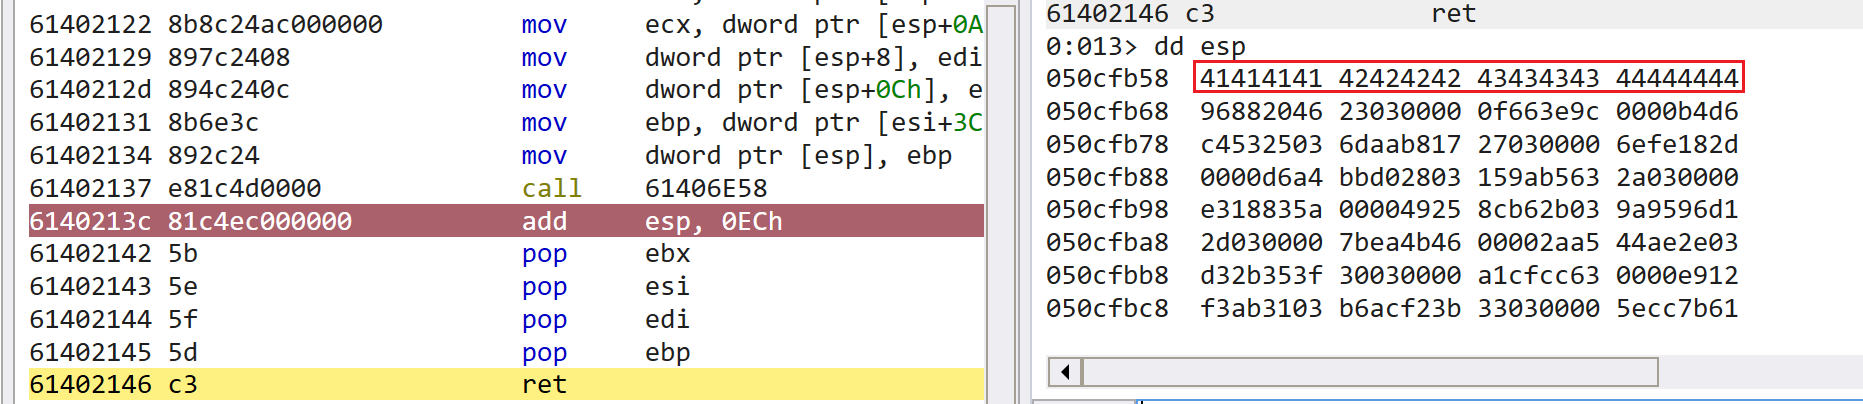 61402122 8b8c24ac000000 mov ecx, dword ptr [esp+0A
61402129 897c2408 mov dword ptr [esp+8], edi
6140212d 894c240c mov dword ptr [esp+0Ch], e
61402131 8b6e3c mov ebp, dword ptr [esi+3C
61402134 892c24 mov dword ptr [esp], ebp
61402137 e81c4d0000 call 61406E58
6140213c 81c4ec000000 add esp, 0ECh
61402142 5b pop ebx
61402143 5e pop esi
61402144 5f pop edi
61402145 5d pop ebp
61402146 c3 ret
61402146 c3 ret
0:013> dd esp
050cfb58 41414141 42424242 43434343 44444444
050cfb68 96882046 23030000 0f663e9c 0000b4d6
050cfb78 c4532503 6daab817 27030000 6efe182d
050cfb88 0000d6a4 bbd02803 159ab563 2a030000
050cfb98 e318835a 00004925 8cb62b03 9a9596d1
050cfba8 2d030000 7bea4b46 00002aa5 44ae2e03
050cfbb8 d32b353f 30030000 a1cfcc63 0000e912
050cfbc8 f3ab3103 b6acf23b 33030000 5ecc7b61